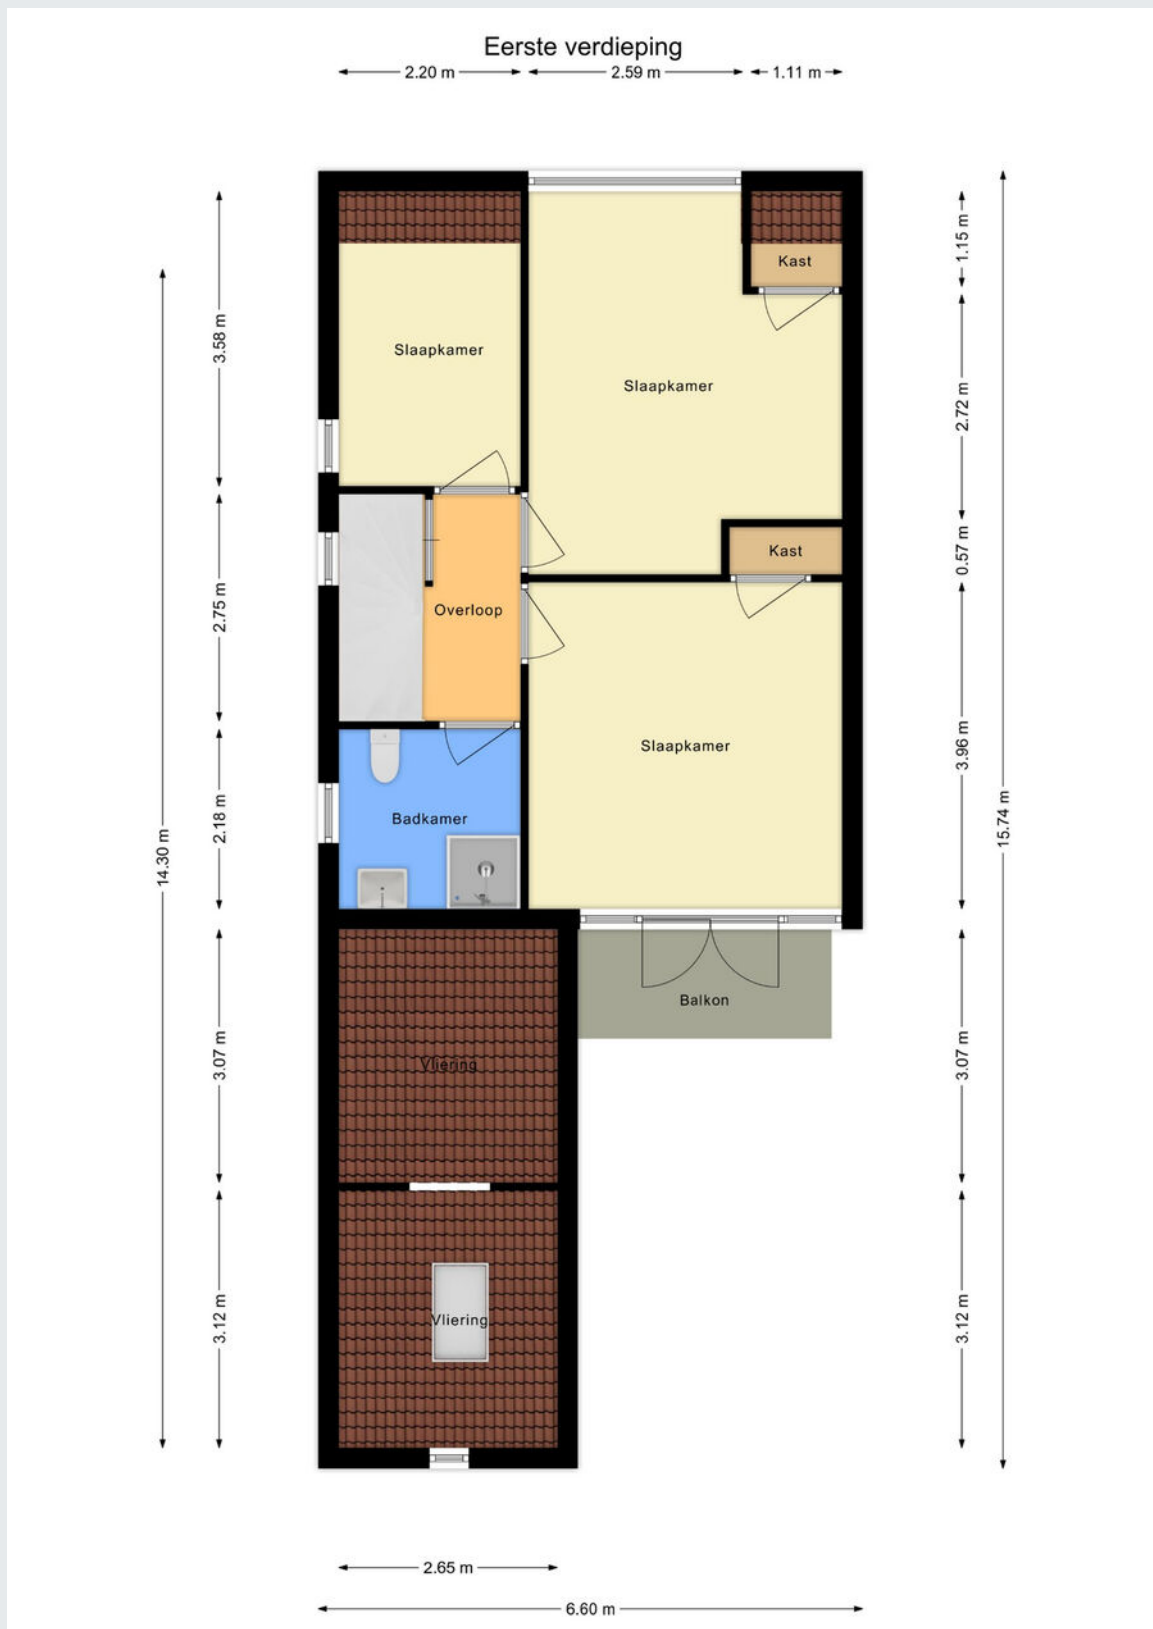 Eerste verdieping
2.20 m
2.59 m
1.11 m
1.15 m
Kast
3.58 m
Slaapkamer
Slaapkamer
2.72 m
Kast
0.57 m
2.75 m
Overloop
Slaapkamer
3.96 m
Badkamer
2.18 m
14.30 m
15.74 m
Balkon
3.07 m
Vliering
3.07 m
3.12 m
Vliering
3.12 m
2.65 m
6.60 m